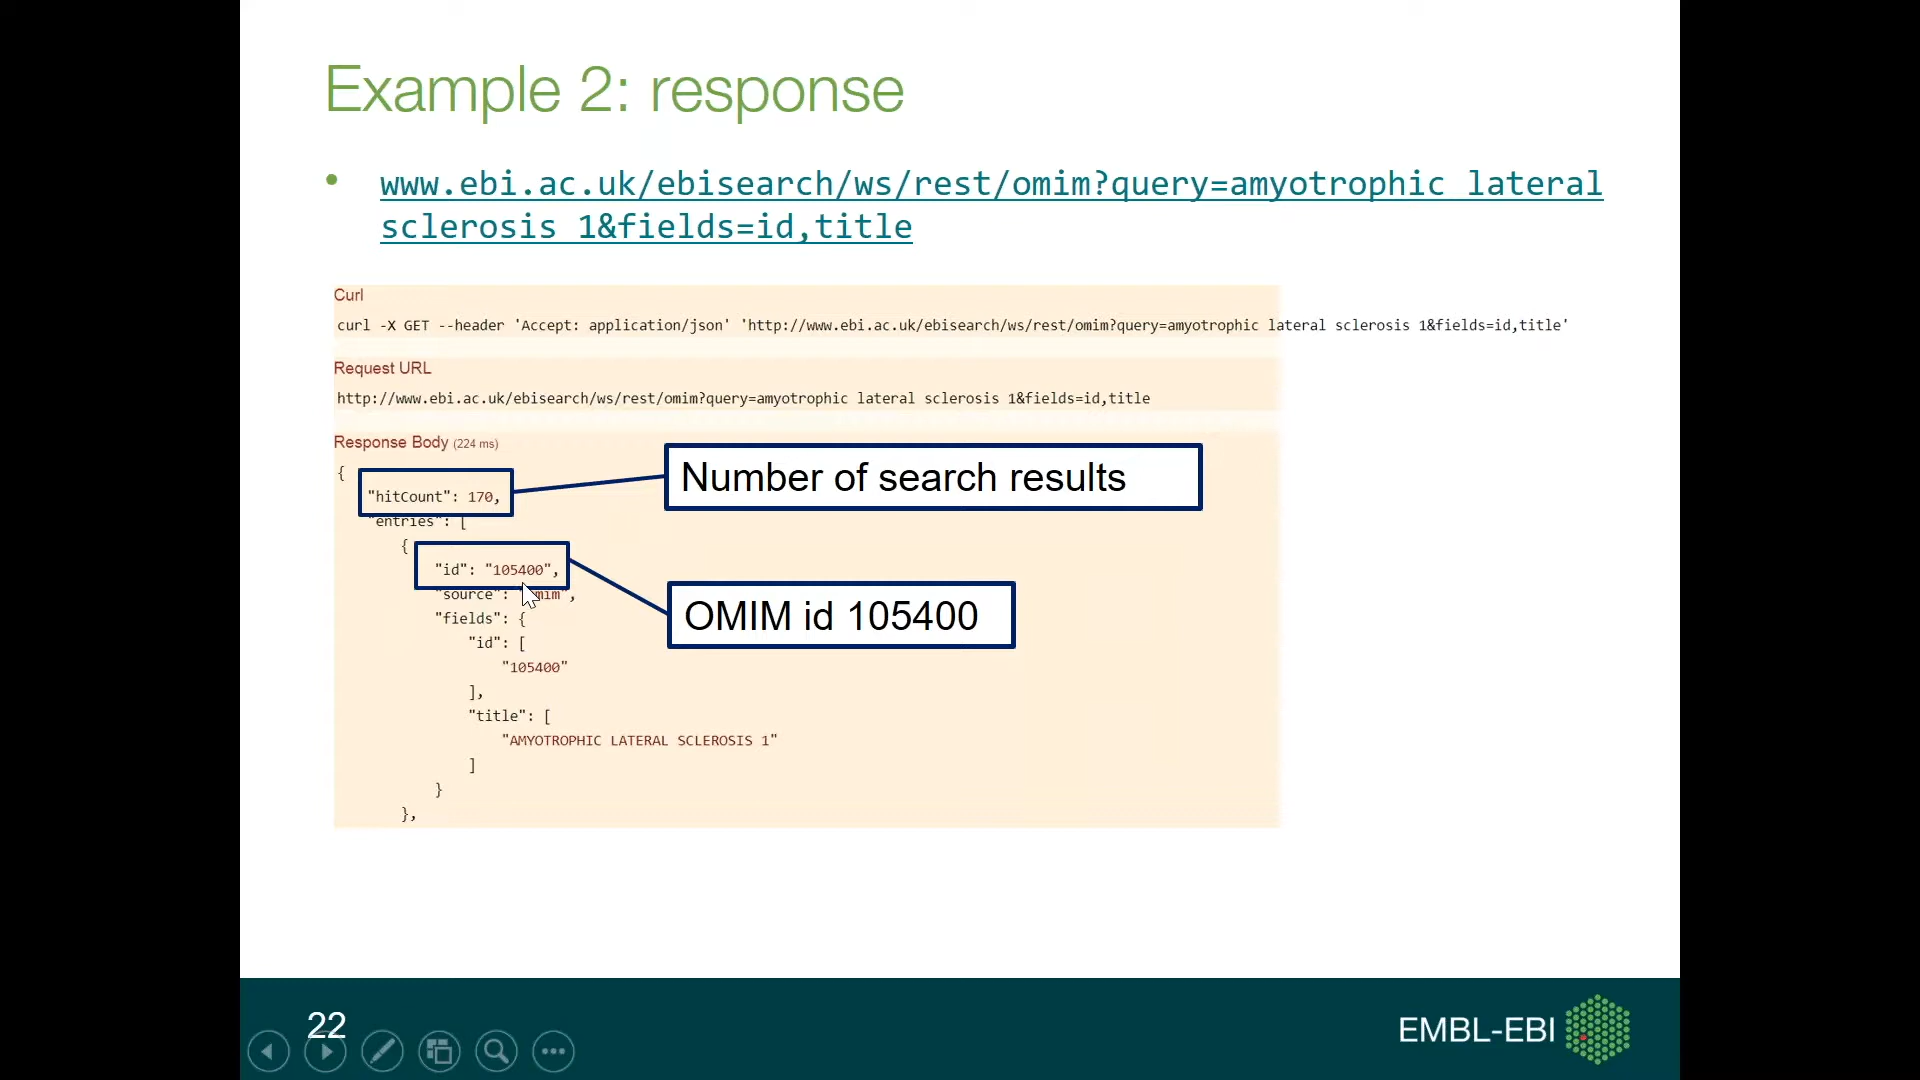 Example 2: response
• www.ebi.ac.uk/ebisearch/ws/rest/omim?query=amyotrophic lateral
sclerosis 1&fields=id,title
Curl
curl -X GET --header 'Accept: application/json' 'http://www.ebi.ac.uk/ebisearch/ws/rest/omim?query=amyotrophic lateral sclerosis 1&fields=id,title'
Request URL
http://www.ebi.ac.uk/ebisearch/ws/rest/omim?query=amyotrophic lateral sclerosis 1&fields=id,title
Response Body (224 ms)
{
"hitCount": 170,
Number of search results
"entries": [
{
"id": "105400",
OMIM id 105400
"source": "omim",
"fields": {
"id": [
"105400"
],
"title": [
"AMYOTROPHIC LATERAL SCLEROSIS 1"
]
}
},
22
EMBL-EBI